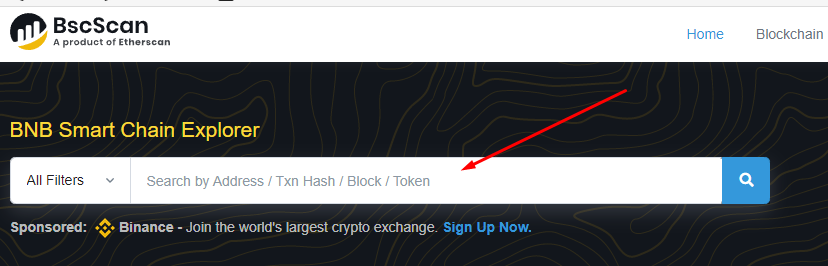 BscScan
A product of Etherscan
Home Blockchain
BNB Smart Chain Explorer
All Filters Search by Address / Txn Hash / Block / Token
Sponsored: Binance - Join the world's largest crypto exchange. Sign Up Now.